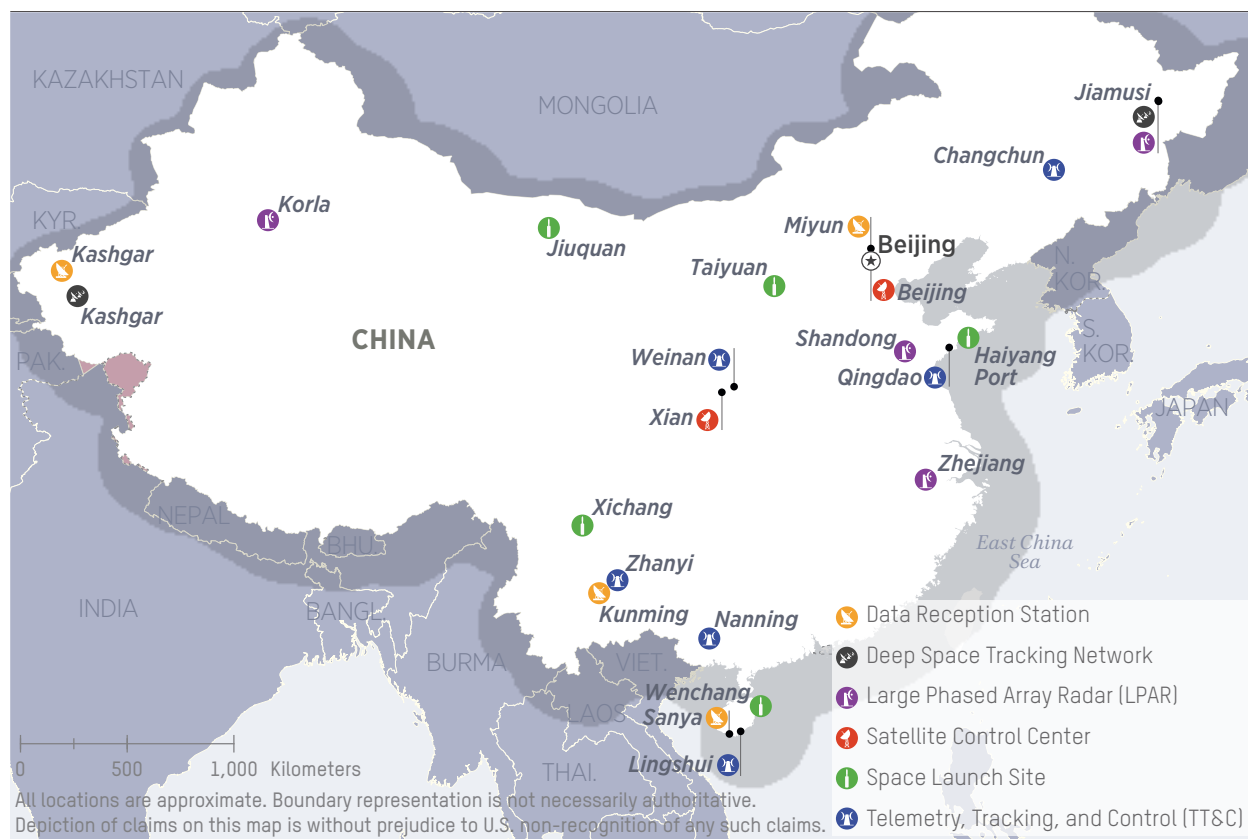 KAZAKHSTAN
MONGOLIA
Jiamusi
Changchun
Korla
KYR.
Miyun
Beijing
Jiuquan
Kashgar
Taiyuan
N.
KOR.
Beijing
Kashgar
CHINA
Shandong
S.
KOR.
Haiyang
Port
PAK.
Weinan
Qingdao
JAPAN
Xian
Zhejiang
Xichang
NEPAL
BHU.
East China
Sea
Zhanyi
INDIA
BANGL.
Kunming
Nanning
BURMA
VIET.
Wenchang
LAOS
Sanya
Lingshui
THAI.
Data Reception Station
Deep Space Tracking Network
Large Phased Array Radar (LPAR)
Satellite Control Center
Space Launch Site
Telemetry, Tracking, and Control (TT&C)
0 500 1,000 Kilometers
All locations are approximate. Boundary representation is not necessarily authoritative.
Depiction of claims on this map is without prejudice to U.S. non-recognition of any such claims.